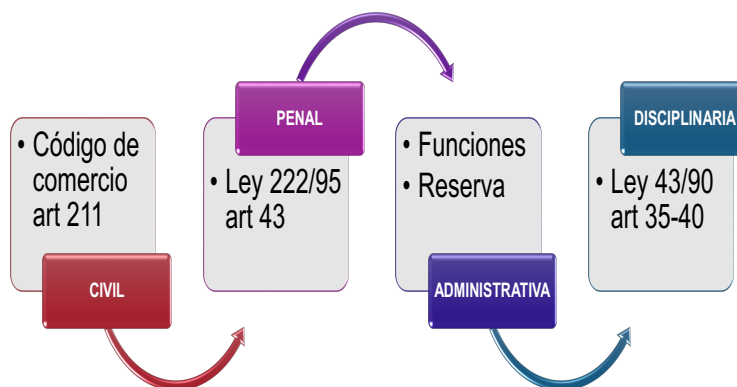 • Código de
comercio
art 211
CIVIL
PENAL
• Ley 222/95
art 43
• Funciones
• Reserva
ADMINISTRATIVA
DISCIPLINARIA
• Ley 43/90
art 35-40